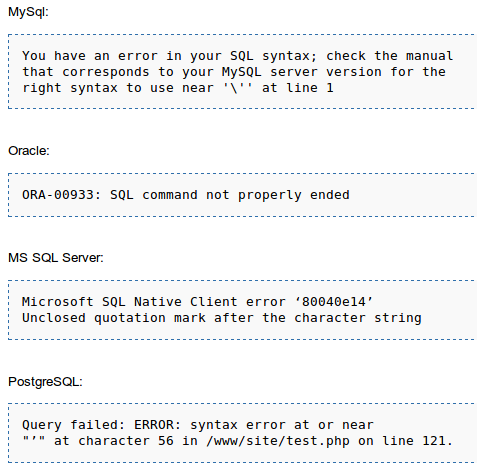 MySql:
You have an error in your SQL syntax; check the manual
that corresponds to your MySQL server version for the
right syntax to use near '\'' at line 1
Oracle:
ORA-00933: SQL command not properly ended
MS SQL Server:
Microsoft SQL Native Client error ‘80040e14’
Unclosed quotation mark after the character string
PostgreSQL:
Query failed: ERROR: syntax error at or near
"’" at character 56 in /www/site/test.php on line 121.